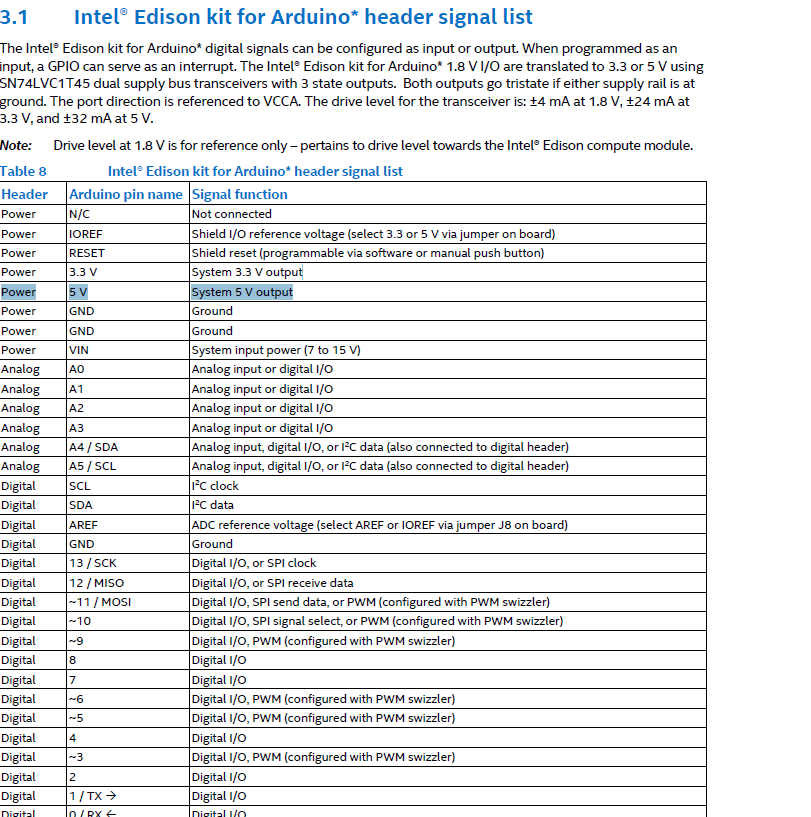 3.1 Intel® Edison kit for Arduino* header signal list
The Intel® Edison kit for Arduino* digital signals can be configured as input or output. When programmed as an
input, a GPIO can serve as an interrupt. The Intel® Edison kit for Arduino* 1.8 V I/O are translated to 3.3 or 5 V using
SN74LVC1T45 dual supply bus transceivers with 3 state outputs. Both outputs go tristate if either supply rail is at
ground. The port direction is referenced to VCCA. The drive level for the transceiver is: ±4 mA at 1.8 V, ±24 mA at
3.3 V, and ±32 mA at 5 V.
Note: Drive level at 1.8 V is for reference only – pertains to drive level towards the Intel® Edison compute module.
Table 8 Intel® Edison kit for Arduino* header signal list
Header Arduino pin name Signal function
Power N/C Not connected
Power IOREF Shield I/O reference voltage (select 3.3 or 5 V via jumper on board)
Power RESET Shield reset (programmable via software or manual push button)
Power 3.3 V System 3.3 V output
Power 5 V System 5 V output
Power GND Ground
Power GND Ground
Power VIN System input power (7 to 15 V)
Analog A0 Analog input or digital I/O
Analog A1 Analog input or digital I/O
Analog A2 Analog input or digital I/O
Analog A3 Analog input or digital I/O
Analog A4 / SDA Analog input, digital I/O, or I²C data (also connected to digital header)
Analog A5 / SCL Analog input, digital I/O, or I²C data (also connected to digital header)
Digital SCL I²C clock
Digital SDA I²C data
Digital AREF ADC reference voltage (select AREF or IOREF via jumper J8 on board)
Digital GND Ground
Digital 13 / SCK Digital I/O, or SPI clock
Digital 12 / MISO Digital I/O, or SPI receive data
Digital ~11 / MOSI Digital I/O, SPI send data, or PWM (configured with PWM swizzler)
Digital ~10 Digital I/O, SPI signal select, or PWM (configured with PWM swizzler)
Digital ~9 Digital I/O, PWM (configured with PWM swizzler)
Digital 8 Digital I/O
Digital 7 Digital I/O
Digital ~6 Digital I/O, PWM (configured with PWM swizzler)
Digital ~5 Digital I/O, PWM (configured with PWM swizzler)
Digital 4 Digital I/O
Digital ~3 Digital I/O, PWM (configured with PWM swizzler)
Digital 2 Digital I/O
Digital 1 / TX → Digital I/O
Digital 0 / RX ← Digital I/O